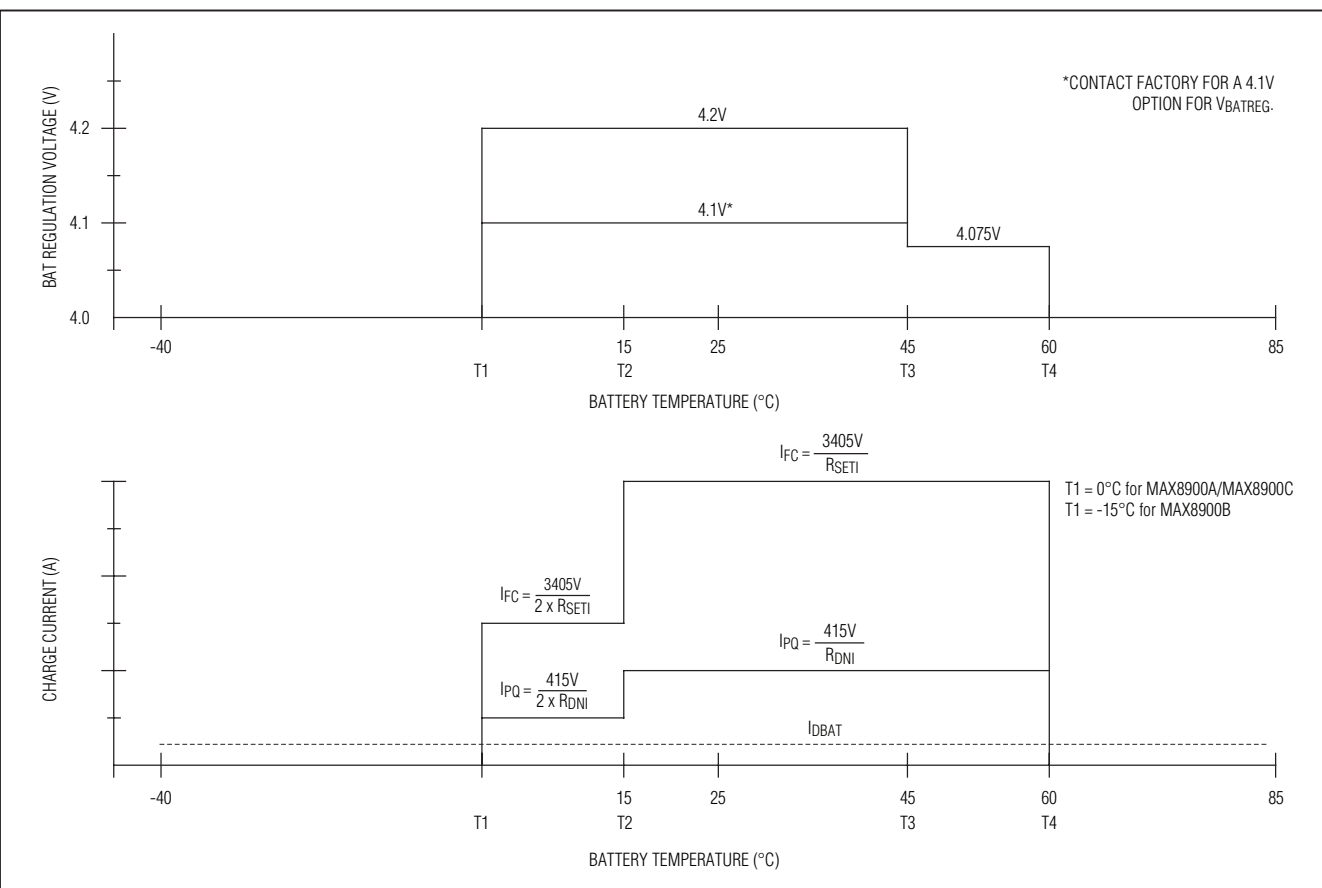 *CONTACT FACTORY FOR A 4.1V
OPTION FOR VBATREG.
BAT REGULATION VOLTAGE (V)
4.2
4.1
4.0
4.2V
4.1V*
4.075V
-40
15
25
45
60
85
T1
T2
T3
T4
BATTERY TEMPERATURE (°C)
IFC = 3405V
RSETI
T1 = 0°C for MAX8900A/MAX8900C
T1 = -15°C for MAX8900B
CHARGE CURRENT (A)
IFC = 3405V
2 x RSETI
IPQ = 415V
RDNI
IPQ = 415V
2 x RDNI
IDBAT
-40
15
25
45
60
85
T1
T2
T3
T4
BATTERY TEMPERATURE (°C)